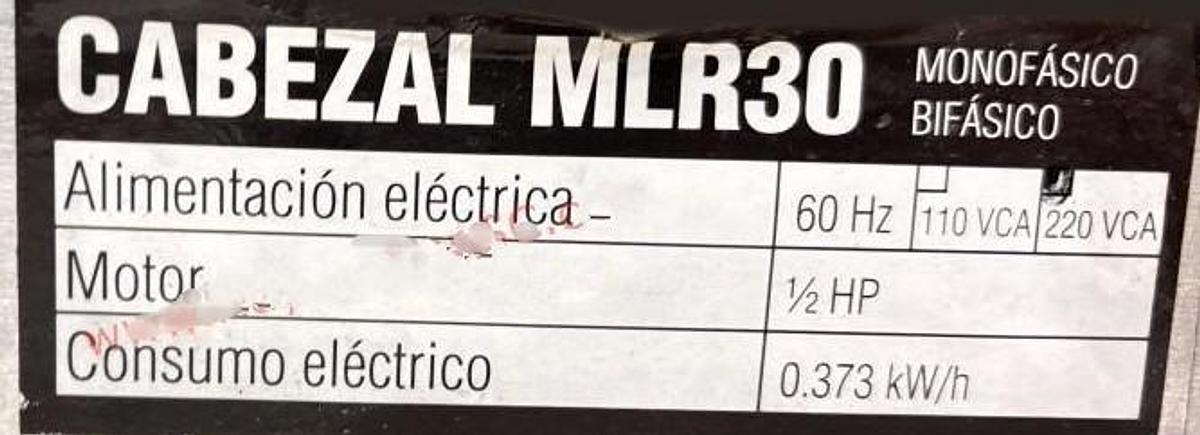 CABEZAL MLR30 MONOFÁSICO
BIFÁSICO
Alimentación eléctrica – 60 Hz 110 VCA 220 VCA
Motor ½ HP
Consumo eléctrico 0.373 kW/h